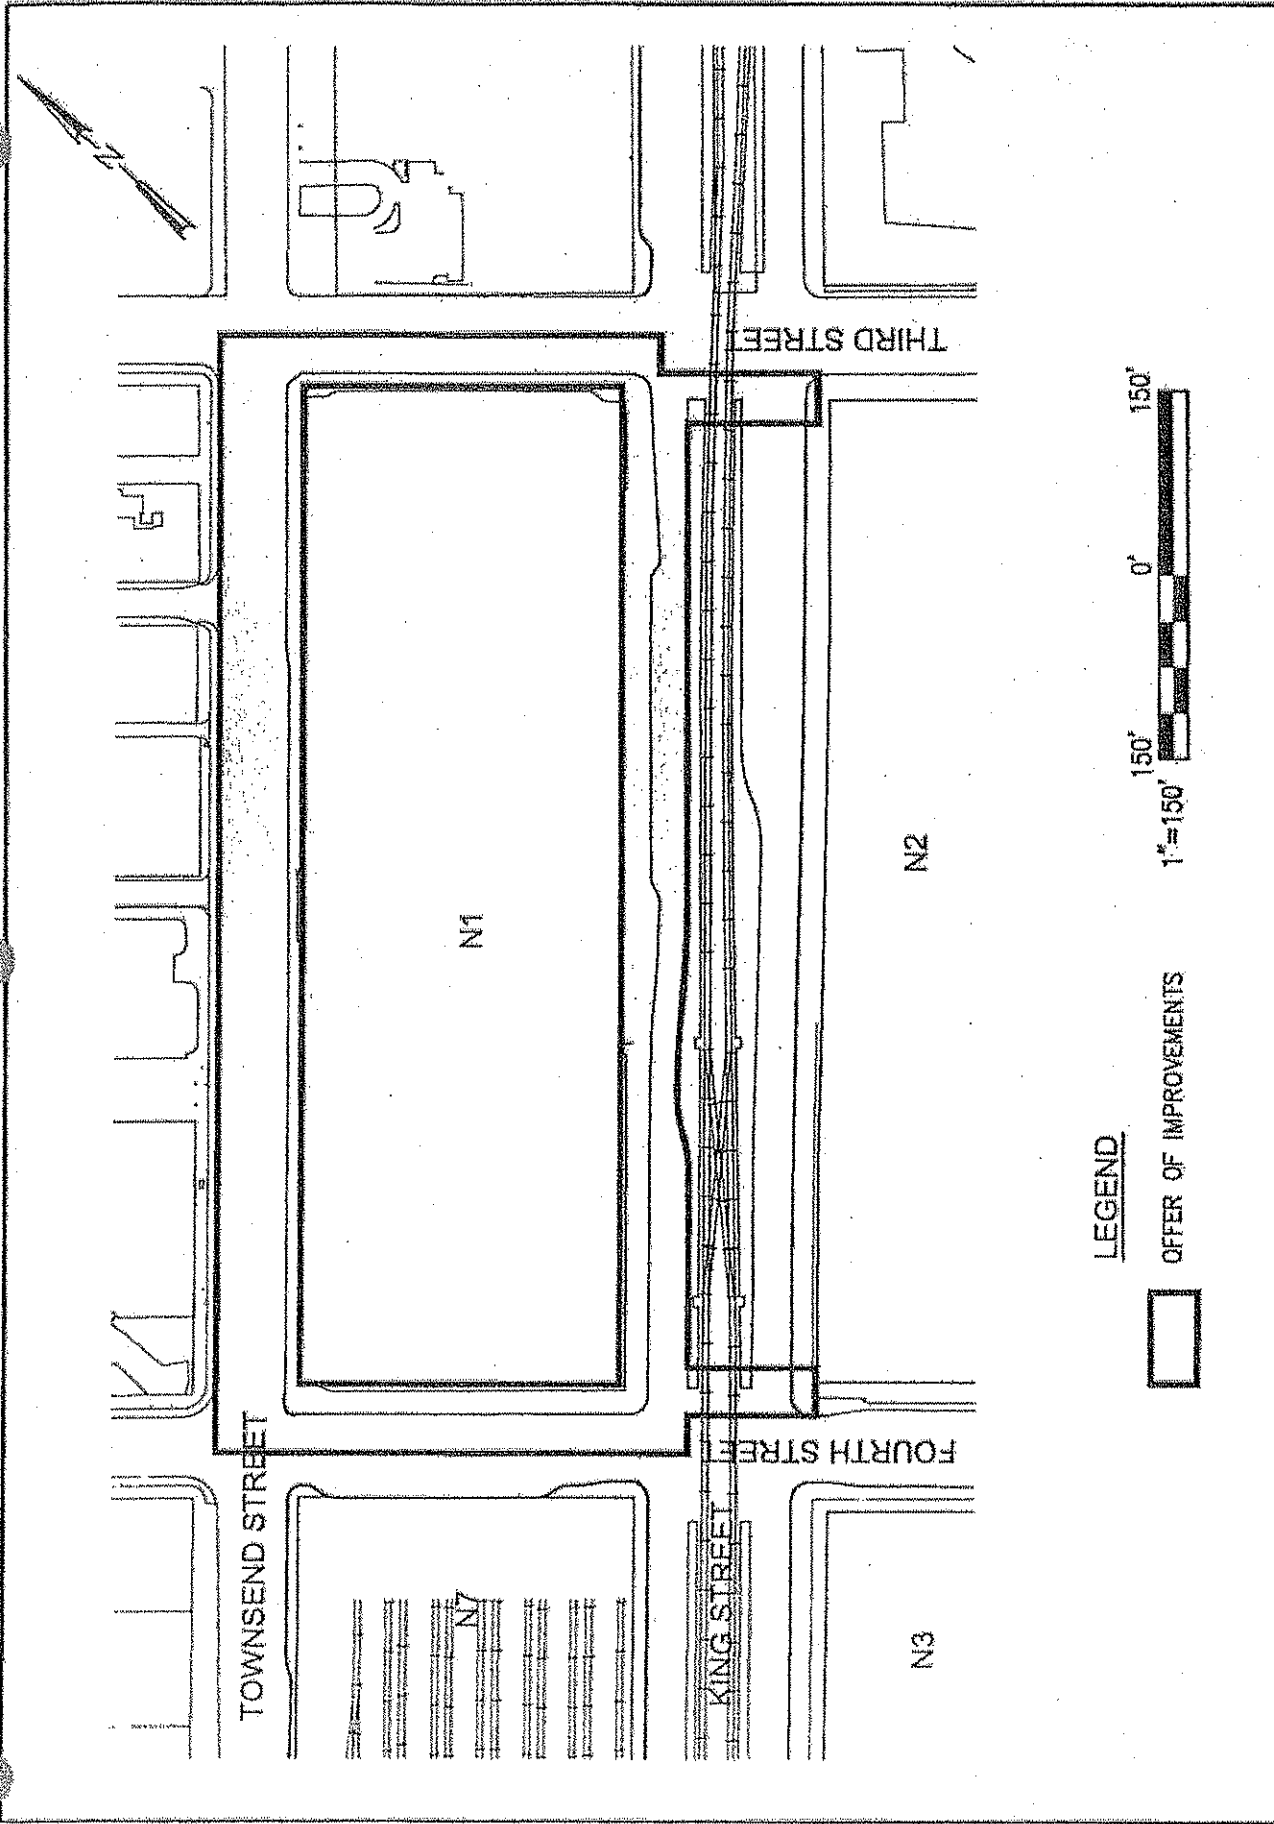 N
TOWNSEND STREET
THIRD STREET
N1
N7
KING STREET
FOURTH STREET
N2
N3
LEGEND
OFFER OF IMPROVEMENTS
150' 0' 150'
1"=150'